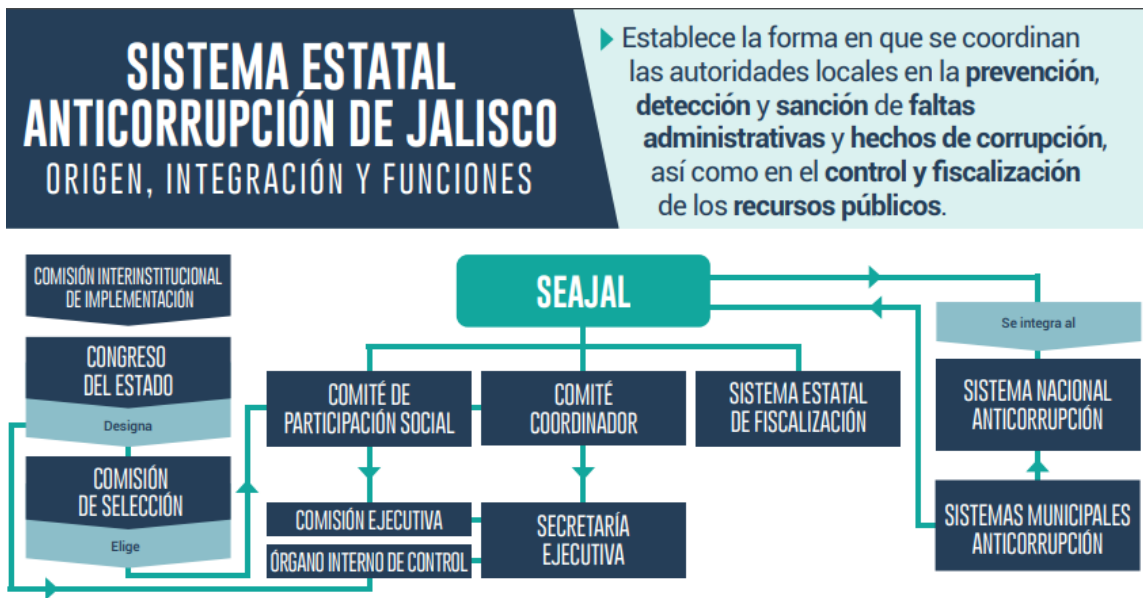 SISTEMA ESTATAL
ANTICORRUPCIÓN DE JALISCO
ORIGEN, INTEGRACIÓN Y FUNCIONES
Establece la forma en que se coordinan
las autoridades locales en la prevención,
detección y sanción de faltas
administrativas y hechos de corrupción,
así como en el control y fiscalización
de los recursos públicos.
COMISIÓN INTERINSTITUCIONAL
DE IMPLEMENTACIÓN
CONGRESO
DEL ESTADO
Designa
COMISIÓN
DE SELECCIÓN
Elige
SEAJAL
COMITÉ DE
PARTICIPACIÓN SOCIAL
COMITÉ
COORDINADOR
SISTEMA ESTATAL
DE FISCALIZACIÓN
COMISIÓN EJECUTIVA
ÓRGANO INTERNO DE CONTROL
SECRETARÍA
EJECUTIVA
Se integra al
SISTEMA NACIONAL
ANTICORRUPCIÓN
SISTEMAS MUNICIPALES
ANTICORRUPCIÓN